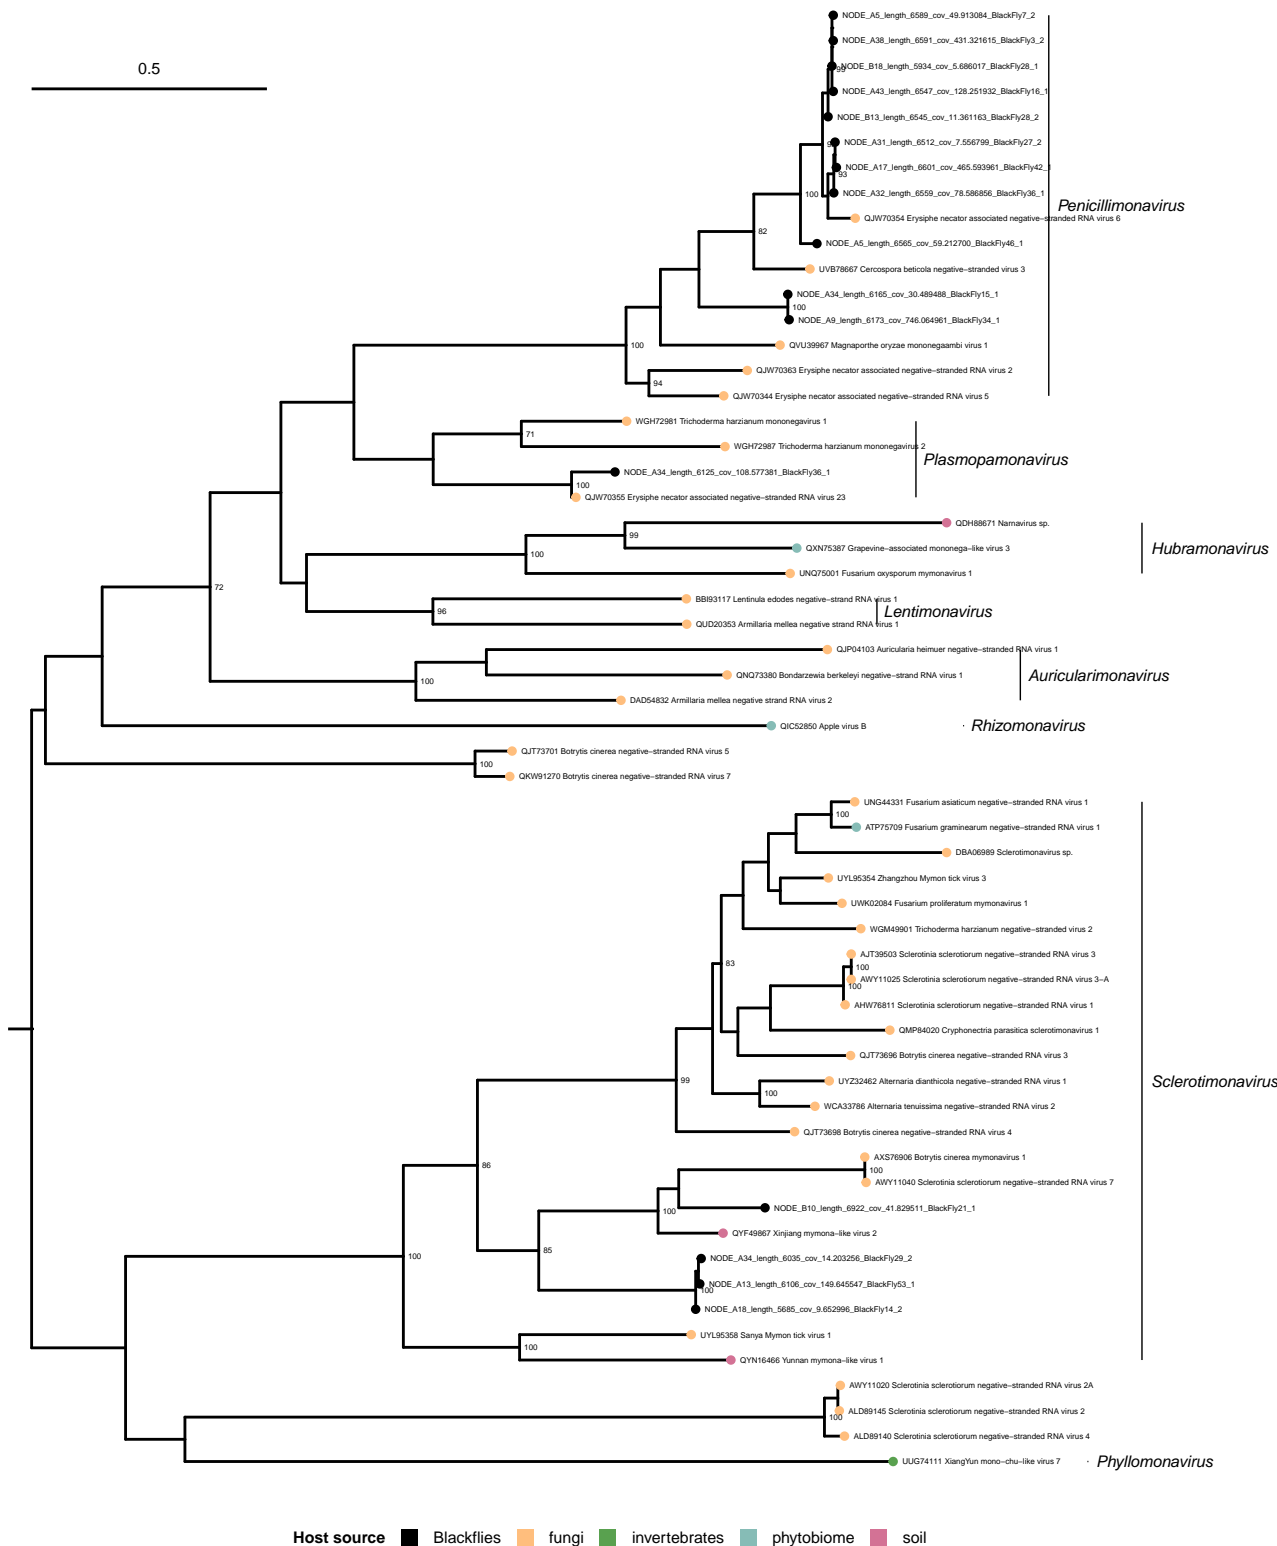 0.5
NODE_A5_length_6589_cov_49.913084_BlackFly7_2
NODE_A38_length_6591_cov_431.321615_BlackFly3_2
NODE_B18_length_5934_cov_5.686017_BlackFly28_1
NODE_A43_length_6547_cov_128.251932_BlackFly16_1
NODE_B13_length_6545_cov_11.361163_BlackFly28_2
NODE_A31_length_6512_cov_7.556799_BlackFly27_2
NODE_A17_length_6601_cov_465.593961_BlackFly42_1
93
NODE_A32_length_6559_cov_78.586856_BlackFly36_1
100
Penicillimonavirus
QJW70354 Erysiphe necator associated negative−stranded RNA virus 6
82
NODE_A5_length_6565_cov_59.212700_BlackFly46_1
UVB78667 Cercospora beticola negative−stranded virus 3
NODE_A34_length_6165_cov_30.489488_BlackFly15_1
100
NODE_A9_length_6173_cov_746.064961_BlackFly34_1
100
QVU39967 Magnaporthe oryzae mononegaambi virus 1
QJW70363 Erysiphe necator associated negative−stranded RNA virus 2
94
QJW70344 Erysiphe necator associated negative−stranded RNA virus 5
WGH72981 Trichoderma harzianum mononegavirus 1
71
WGH72987 Trichoderma harzianum mononegavirus 2
Plasmopamonavirus
NODE_A34_length_6125_cov_108.577381_BlackFly36_1
100
QJW70355 Erysiphe necator associated negative−stranded RNA virus 23
QDH88671 Narnavirus sp.
99
QXN75387 Grapevine−associated mononega−like virus 3
Hubramonavirus
100
UNQ75001 Fusarium oxysporum mymonavirus 1
72
BBI93117 Lentinula edodes negative−strand RNA virus 1
96
Lentimonavirus
QUD20353 Armillaria mellea negative strand RNA virus 1
QJP04103 Auricularia heimuer negative−stranded RNA virus 1
QNQ73380 Bondarzewia berkeleyi negative−strand RNA virus 1
Auricularimonavirus
100
DAD54832 Armillaria mellea negative strand RNA virus 2
QIC52850 Apple virus B
Rhizomonavirus
QJT73701 Botrytis cinerea negative−stranded RNA virus 5
100
QKW91270 Botrytis cinerea negative−stranded RNA virus 7
UNG44331 Fusarium asiaticum negative−stranded RNA virus 1
100
ATP75709 Fusarium graminearum negative−stranded RNA virus 1
DBA06989 Sclerotimonavirus sp.
UYL95354 Zhangzhou Mymon tick virus 3
UWK02084 Fusarium proliferatum mymonavirus 1
WGM49901 Trichoderma harzianum negative−stranded virus 2
AJT39503 Sclerotinia sclerotiorum negative−stranded RNA virus 3
83
100
AWY11025 Sclerotinia sclerotiorum negative−stranded RNA virus 3−A
100
AHW76811 Sclerotinia sclerotiorum negative−stranded RNA virus 1
QMP84020 Cryphonectria parasitica sclerotimonavirus 1
QJT73696 Botrytis cinerea negative−stranded RNA virus 3
99
UYZ32462 Alternaria dianthicola negative−stranded RNA virus 1
Sclerotimonavirus
100
WCA33786 Alternaria tenuissima negative−stranded RNA virus 2
QJT73698 Botrytis cinerea negative−stranded RNA virus 4
AXS76906 Botrytis cinerea mymonavirus 1
86
100
AWY11040 Sclerotinia sclerotiorum negative−stranded RNA virus 7
NODE_B10_length_6922_cov_41.829511_BlackFly21_1
100
QYF49867 Xinjiang mymona−like virus 2
85
100
NODE_A34_length_6035_cov_14.203256_BlackFly29_2
NODE_A13_length_6106_cov_149.645547_BlackFly53_1
100
NODE_A18_length_5685_cov_9.652996_BlackFly14_2
UYL95358 Sanya Mymon tick virus 1
100
QYN16466 Yunnan mymona−like virus 1
AWY11020 Sclerotinia sclerotiorum negative−stranded RNA virus 2A
ALD89145 Sclerotinia sclerotiorum negative−stranded RNA virus 2
100
ALD89140 Sclerotinia sclerotiorum negative−stranded RNA virus 4
UUG74111 XiangYun mono−chu−like virus 7
Phyllomonavirus
Host source Blackflies fungi invertebrates phytobiome soil